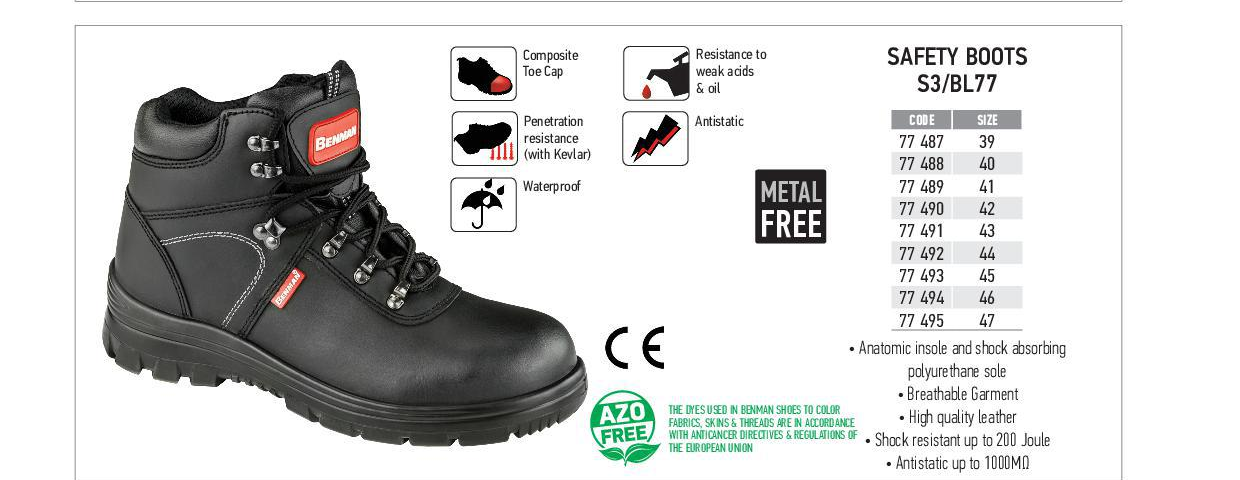 Composite
Toe Cap
Penetration
resistance
(with Kevlar)
Waterproof
Resistance to
weak acids
& oil
Antistatic
METAL
FREE
BENMAN
BENMAN
CE
AZO
FREE
THE DYES USED IN BENMAN SHOES TO COLOR
FABRICS, SKINS & THREADS ARE IN ACCORDANCE
WITH ANTICANCER DIRECTIVES & REGULATIONS OF
THE EUROPEAN UNION
SAFETY BOOTS
S3/BL77
CODE SIZE
77 487 39
77 488 40
77 489 41
77 490 42
77 491 43
77 492 44
77 493 45
77 494 46
77 495 47
• Anatomic insole and shock absorbing
polyurethane sole
• Breathable Garment
• High quality leather
• Shock resistant up to 200 Joule
• Antistatic up to 1000MΩ